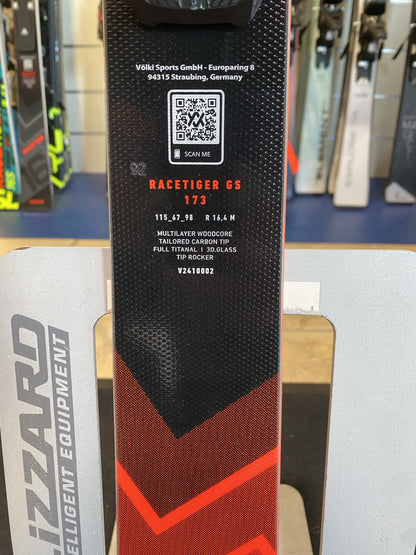 Völkl Sports GmbH - Europaring 8
94315 Straubing, Germany
SCAN ME
RACETIGER GS
173
115_67_98 R 16,4 M
MULTILAYER WOODCORE
TAILORED CARBON TIP
FULL TITANAL I 3D.GLASS
TIP ROCKER
V2410002
LiZZARD
ELLIGENT EQUIPMENT